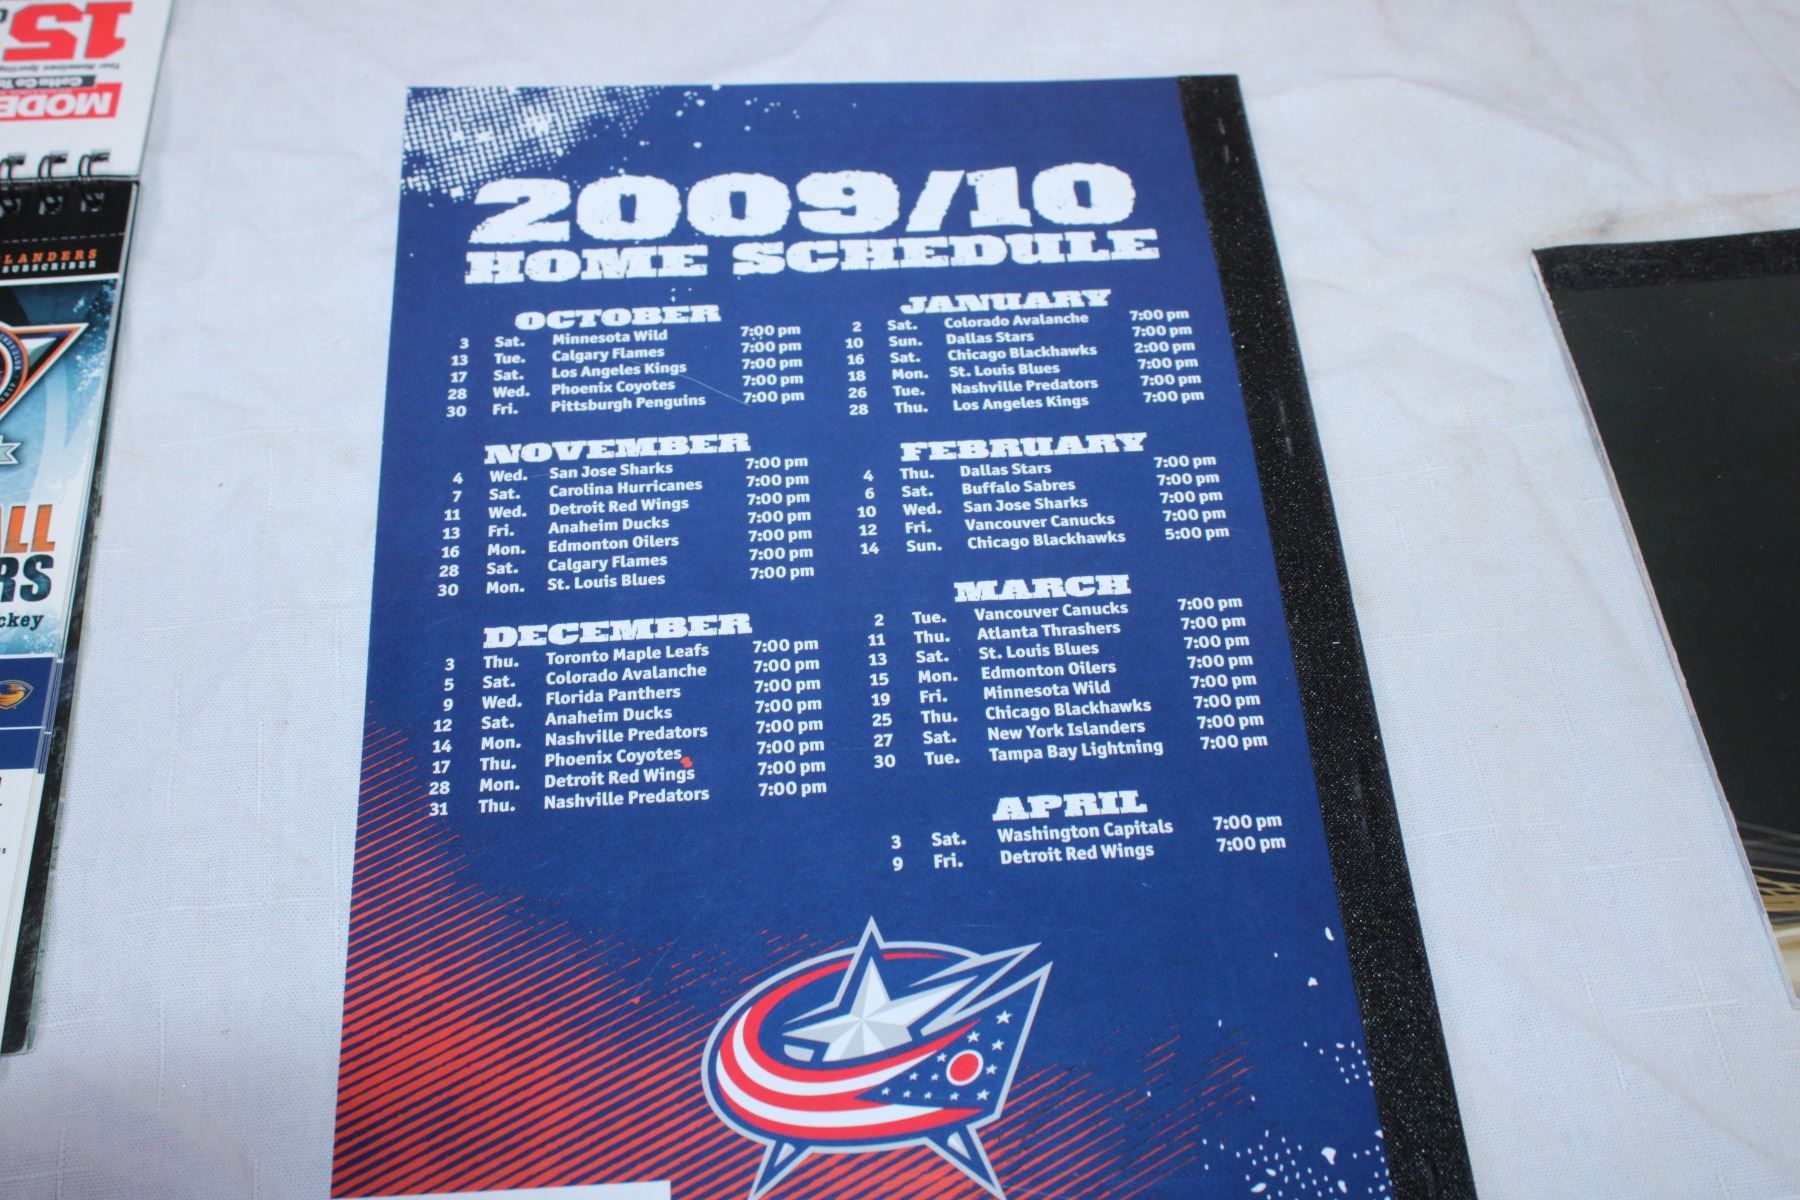 15
Your Hometown Sporting
Costa Co
MODE
LANDERS
SUBSCRIBER
ALL
RS
ckey
2009/10
HOME SCHEDULE
OCTOBER
3 Sat. Minnesota Wild 7:00 pm
13 Tue. Calgary Flames 7:00 pm
17 Sat. Los Angeles Kings 7:00 pm
28 Wed. Phoenix Coyotes 7:00 pm
30 Fri. Pittsburgh Penguins 7:00 pm
NOVEMBER
4 Wed. San Jose Sharks 7:00 pm
7 Sat. Carolina Hurricanes 7:00 pm
11 Wed. Detroit Red Wings 7:00 pm
13 Fri. Anaheim Ducks 7:00 pm
16 Mon. Edmonton Oilers 7:00 pm
28 Sat. Calgary Flames 7:00 pm
30 Mon. St. Louis Blues 7:00 pm
DECEMBER
3 Thu. Toronto Maple Leafs 7:00 pm
5 Sat. Colorado Avalanche 7:00 pm
9 Wed. Florida Panthers 7:00 pm
12 Sat. Anaheim Ducks 7:00 pm
14 Mon. Nashville Predators 7:00 pm
17 Thu. Phoenix Coyotes 7:00 pm
28 Mon. Detroit Red Wings 7:00 pm
31 Thu. Nashville Predators 7:00 pm
JANUARY
2 Sat. Colorado Avalanche 7:00 pm
10 Sun. Dallas Stars 7:00 pm
16 Sat. Chicago Blackhawks 2:00 pm
18 Mon. St. Louis Blues 7:00 pm
26 Tue. Nashville Predators 7:00 pm
28 Thu. Los Angeles Kings 7:00 pm
FEBRUARY
4 Thu. Dallas Stars 7:00 pm
6 Sat. Buffalo Sabres 7:00 pm
10 Wed. San Jose Sharks 7:00 pm
12 Fri. Vancouver Canucks 7:00 pm
14 Sun. Chicago Blackhawks 5:00 pm
MARCH
2 Tue. Vancouver Canucks 7:00 pm
11 Thu. Atlanta Thrashers 7:00 pm
13 Sat. St. Louis Blues 7:00 pm
15 Mon. Edmonton Oilers 7:00 pm
19 Fri. Minnesota Wild 7:00 pm
25 Thu. Chicago Blackhawks 7:00 pm
27 Sat. New York Islanders 7:00 pm
30 Tue. Tampa Bay Lightning 7:00 pm
APRIL
3 Sat. Washington Capitals 7:00 pm
9 Fri. Detroit Red Wings 7:00 pm